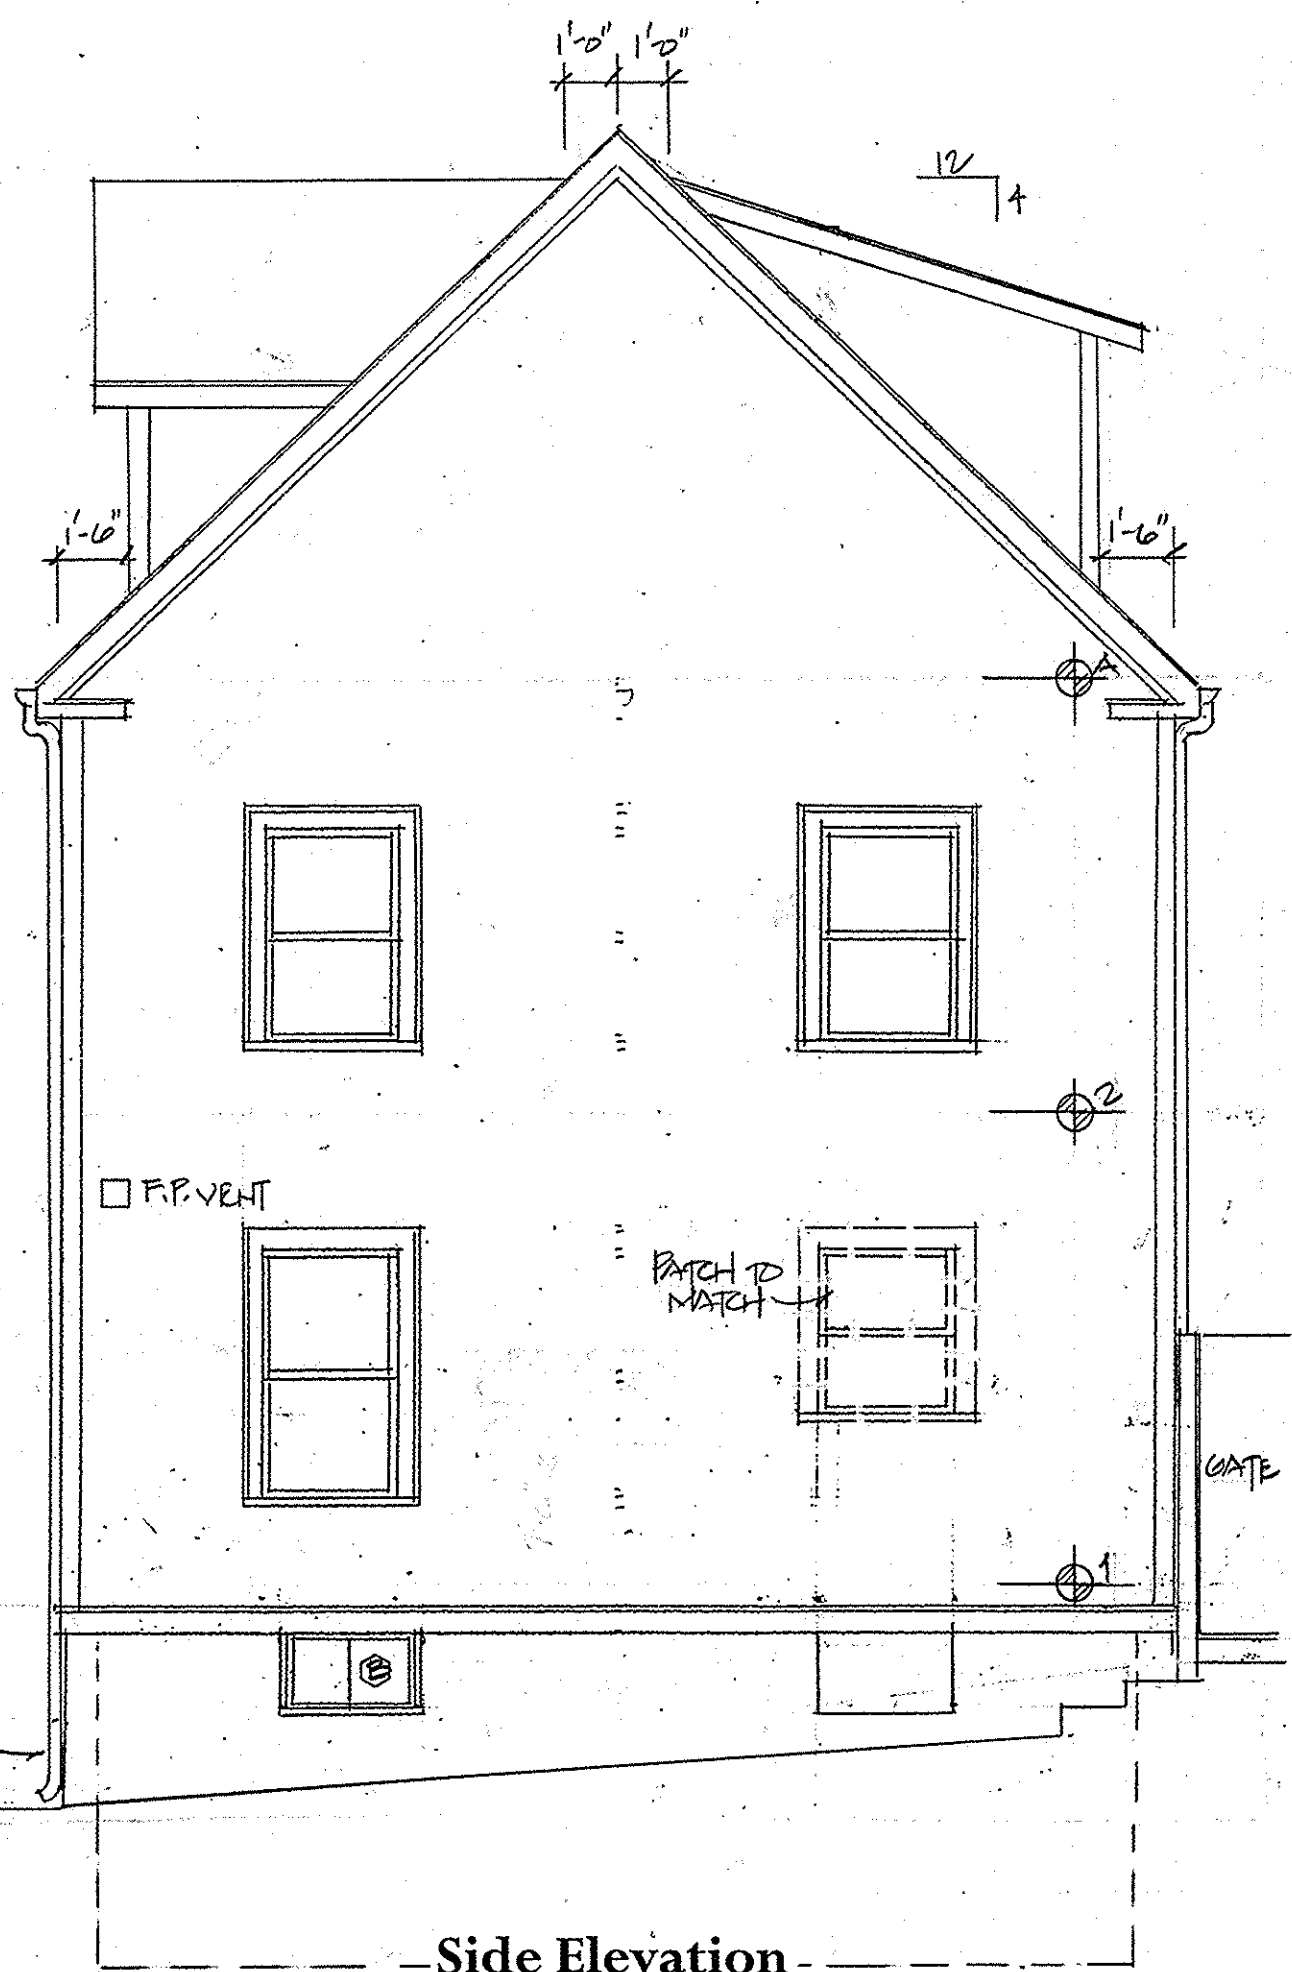 1'-0" 1'-0"
12
4
1'-6"
1'-6"
A
2
F.P. VENT
PATCH TO
MATCH
GATE
1
B
Side Elevation